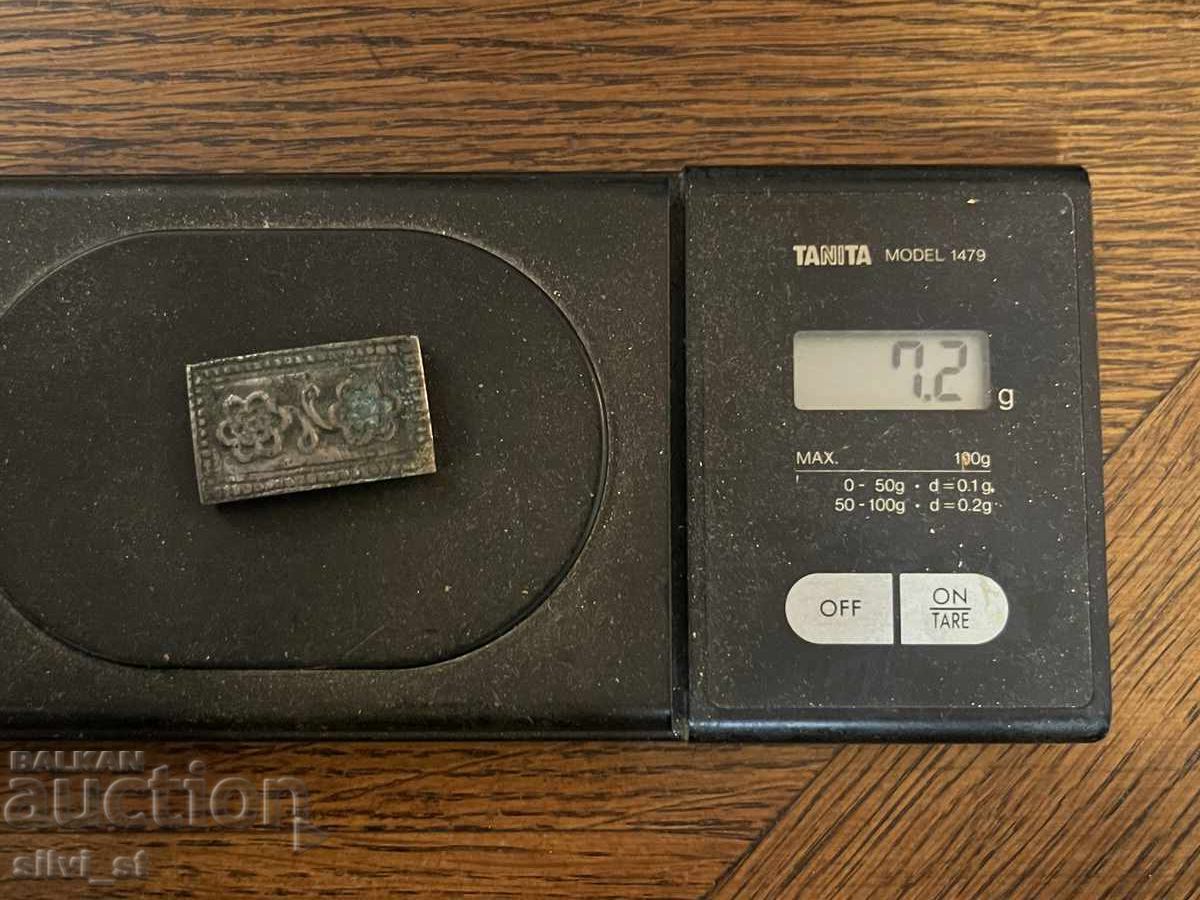 TANITA MODEL 1479
7.2 g
MAX. 100g
0 - 50g · d=0.1g
50-100g · d=0.2g
OFF
ON
TARE
BALKAN
auction
silvi_st